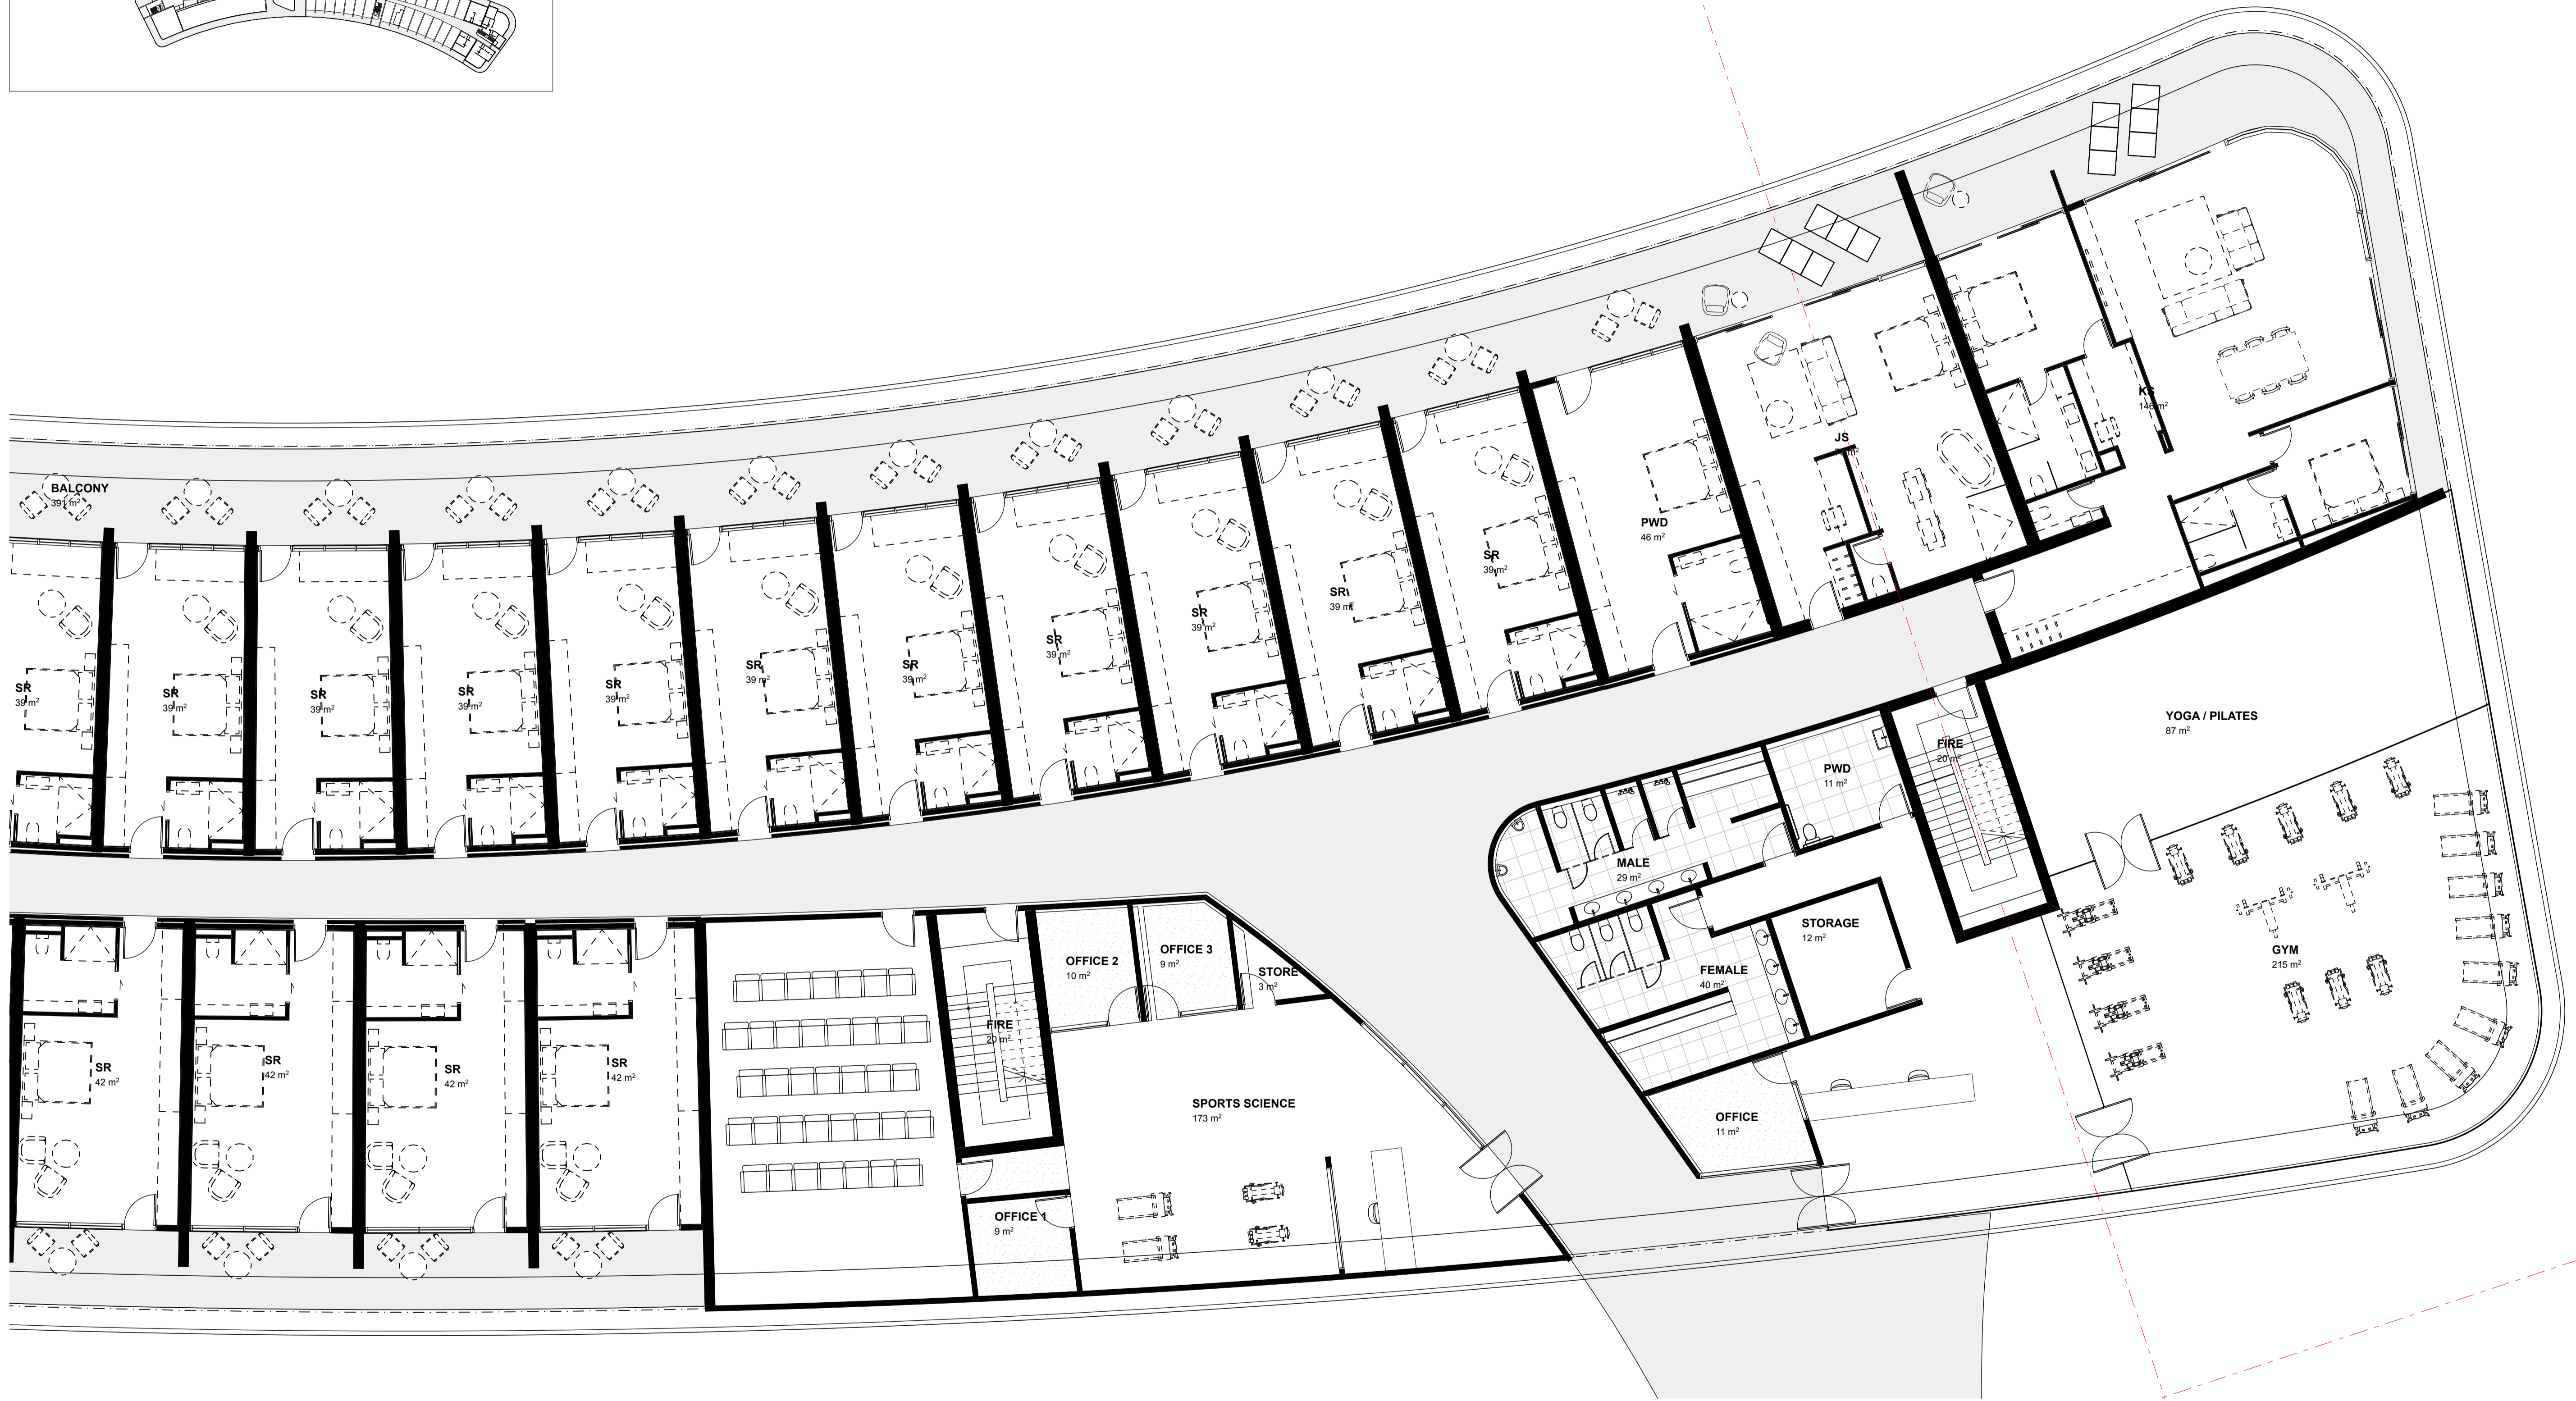 BALCONY
391 m²
SR
39 m²
SR
39 m²
SR
39 m²
SR
39 m²
SR
39 m²
SR
39 m²
SR
39 m²
SR
39 m²
SR
39 m²
SR
39 m²
SR
39 m²
PWD
46 m²
JS
m²
KS
146 m²
YOGA / PILATES
87 m²
FIRE
20 m²
PWD
11 m²
MALE
29 m²
STORAGE
12 m²
FEMALE
40 m²
GYM
215 m²
OFFICE
11 m²
OFFICE 2
10 m²
OFFICE 3
9 m²
STORE
3 m²
FIRE
20 m²
SPORTS SCIENCE
173 m²
OFFICE 1
9 m²
SR
42 m²
SR
42 m²
SR
42 m²
SR
42 m²